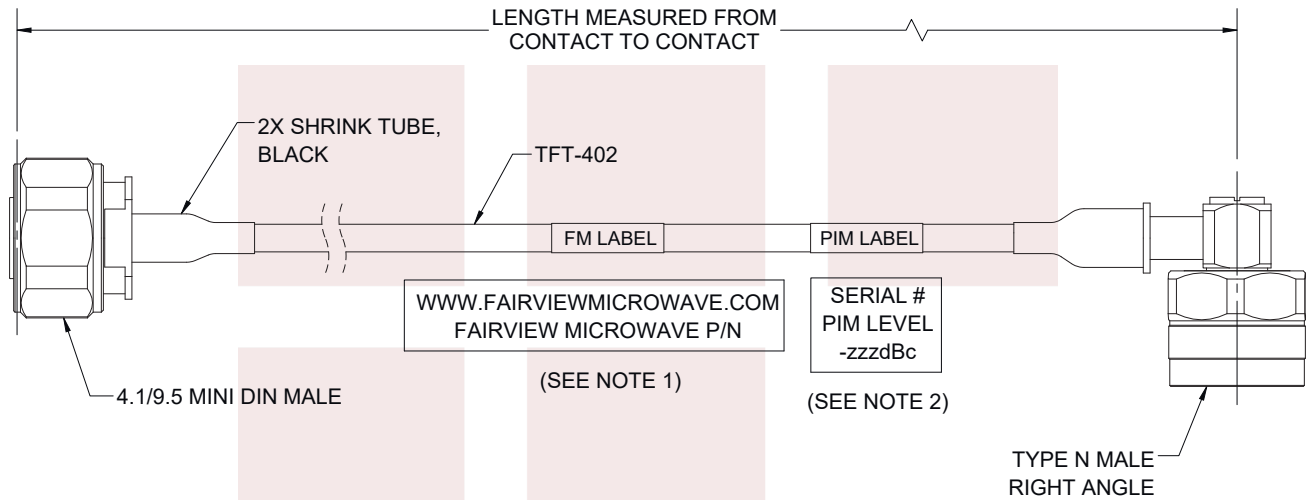 LENGTH MEASURED FROM
CONTACT TO CONTACT
2X SHRINK TUBE,
BLACK
TFT-402
FM LABEL
PIM LABEL
WWW.FAIRVIEWMICROWAVE.COM
FAIRVIEW MICROWAVE P/N
SERIAL #
PIM LEVEL
-zzzdBc
(SEE NOTE 1)
(SEE NOTE 2)
4.1/9.5 MINI DIN MALE
TYPE N MALE
RIGHT ANGLE